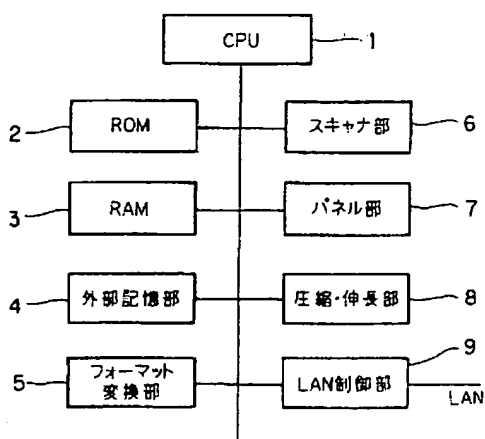 CPU
1
2
ROM
スキャナ部
6
3
RAM
パネル部
7
4
外部記憶部
圧縮・伸長部
8
5
フォーマット
変換部
LAN制御部
9
LAN